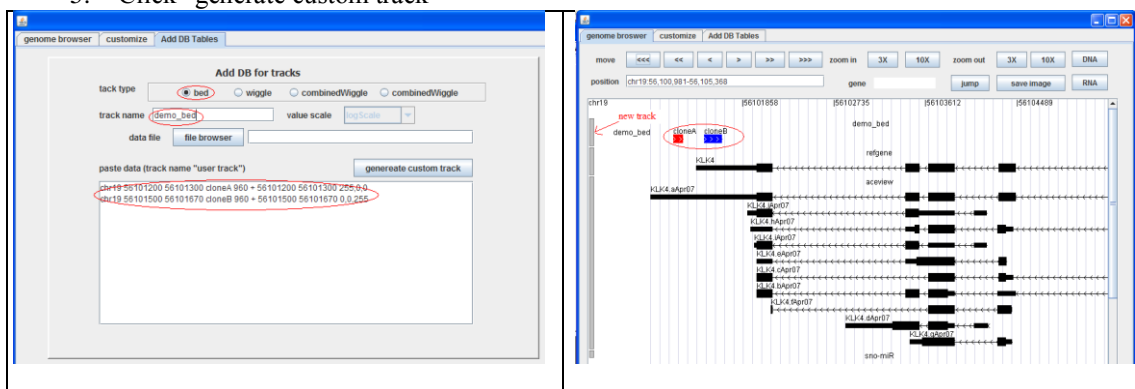 3. Click "generate custom track"
genome browser customize Add DB Tables
Add DB for tracks
tack type bed wiggle combinedWiggle combinedWiggle
track name demo_bed value scale logScale
data file file browser
paste data (track name "user track") genereate custom track
chr19 56101200 56101300 cloneA 960 + 56101200 56101300 255,0,0
chr19 56101500 56101670 cloneB 960 + 56101500 56101670 0,0,255
genome broswer customize Add DB Tables
move <<< << < > >> >>> zoom in 3X 10X zoom out 3X 10X DNA
position chr19:56,100,981-56,105,368 gene jump save image RNA
chr19 |56101858 |56102735 |56103612 |56104489
new track
demo_bed
demo_bed cloneA cloneB
refgene
KLK4
aceview
KLK4.aApr07
KLK4.jApr07
KLK4.hApr07
KLK4.iApr07
KLK4.eApr07
KLK4.cApr07
KLK4.bApr07
KLK4.fApr07
KLK4.dApr07
KLK4.gApr07
sno-miR